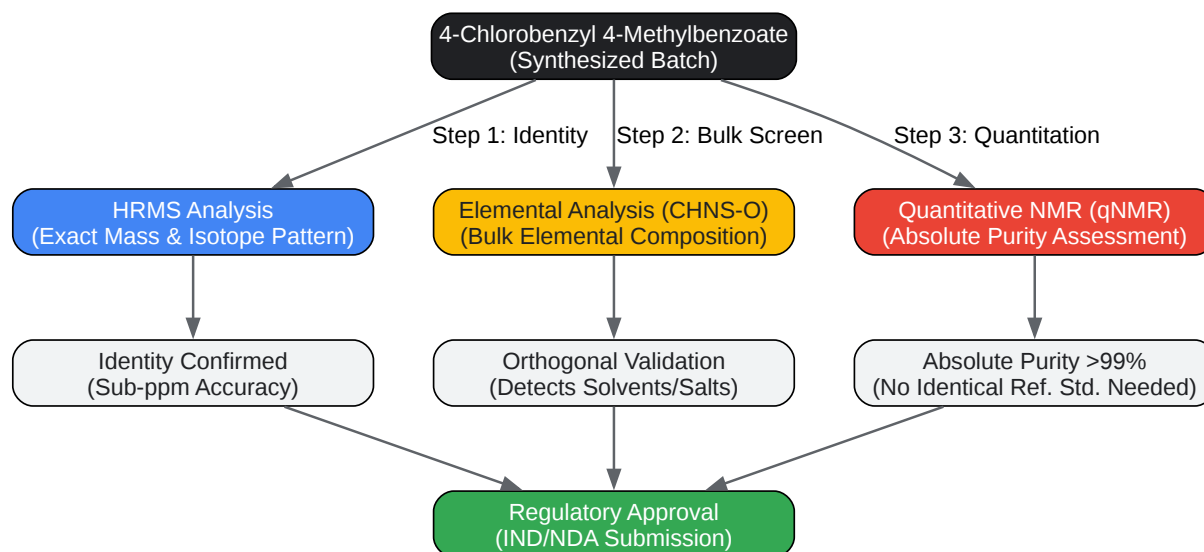 4-Chlorobenzyl 4-Methylbenzoate
(Synthesized Batch)
Step 1: Identity
Step 2: Bulk Screen
Step 3: Quantitation
HRMS Analysis
(Exact Mass & Isotope Pattern)
Elemental Analysis (CHNS-O)
(Bulk Elemental Composition)
Quantitative NMR (qNMR)
(Absolute Purity Assessment)
Identity Confirmed
(Sub-ppm Accuracy)
Orthogonal Validation
(Detects Solvents/Salts)
Absolute Purity >99%
(No Identical Ref. Std. Needed)
Regulatory Approval
(IND/NDA Submission)